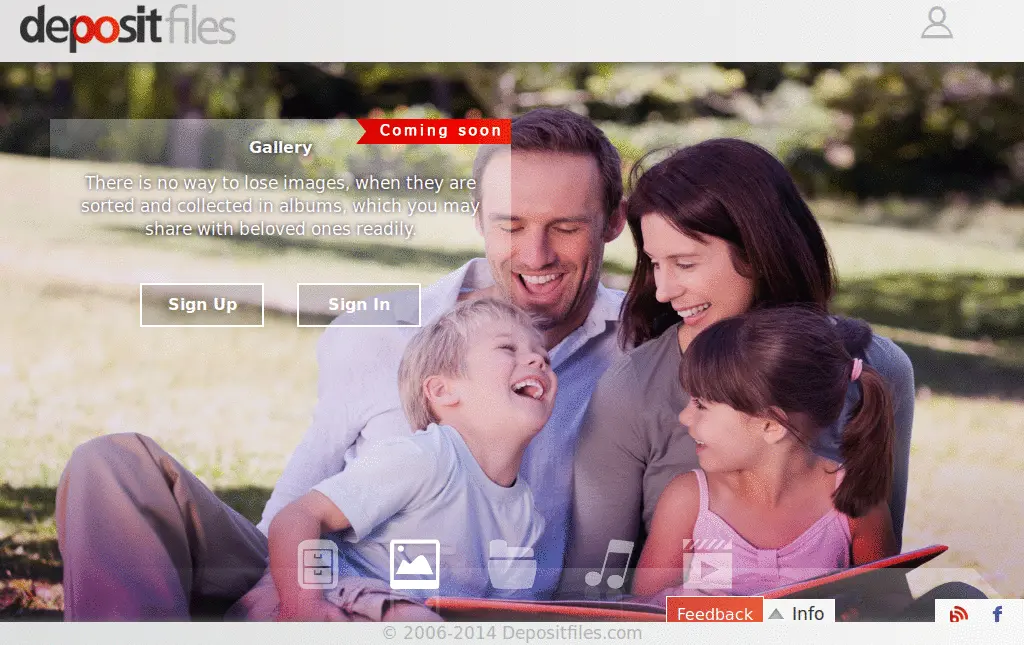 depositfiles
Coming soon
Gallery
There is no way to lose images, when they are
sorted and collected in albums, which you may
share with beloved ones readily.
Sign Up
Sign In
Feedback
Info
© 2006-2014 Depositfiles.com